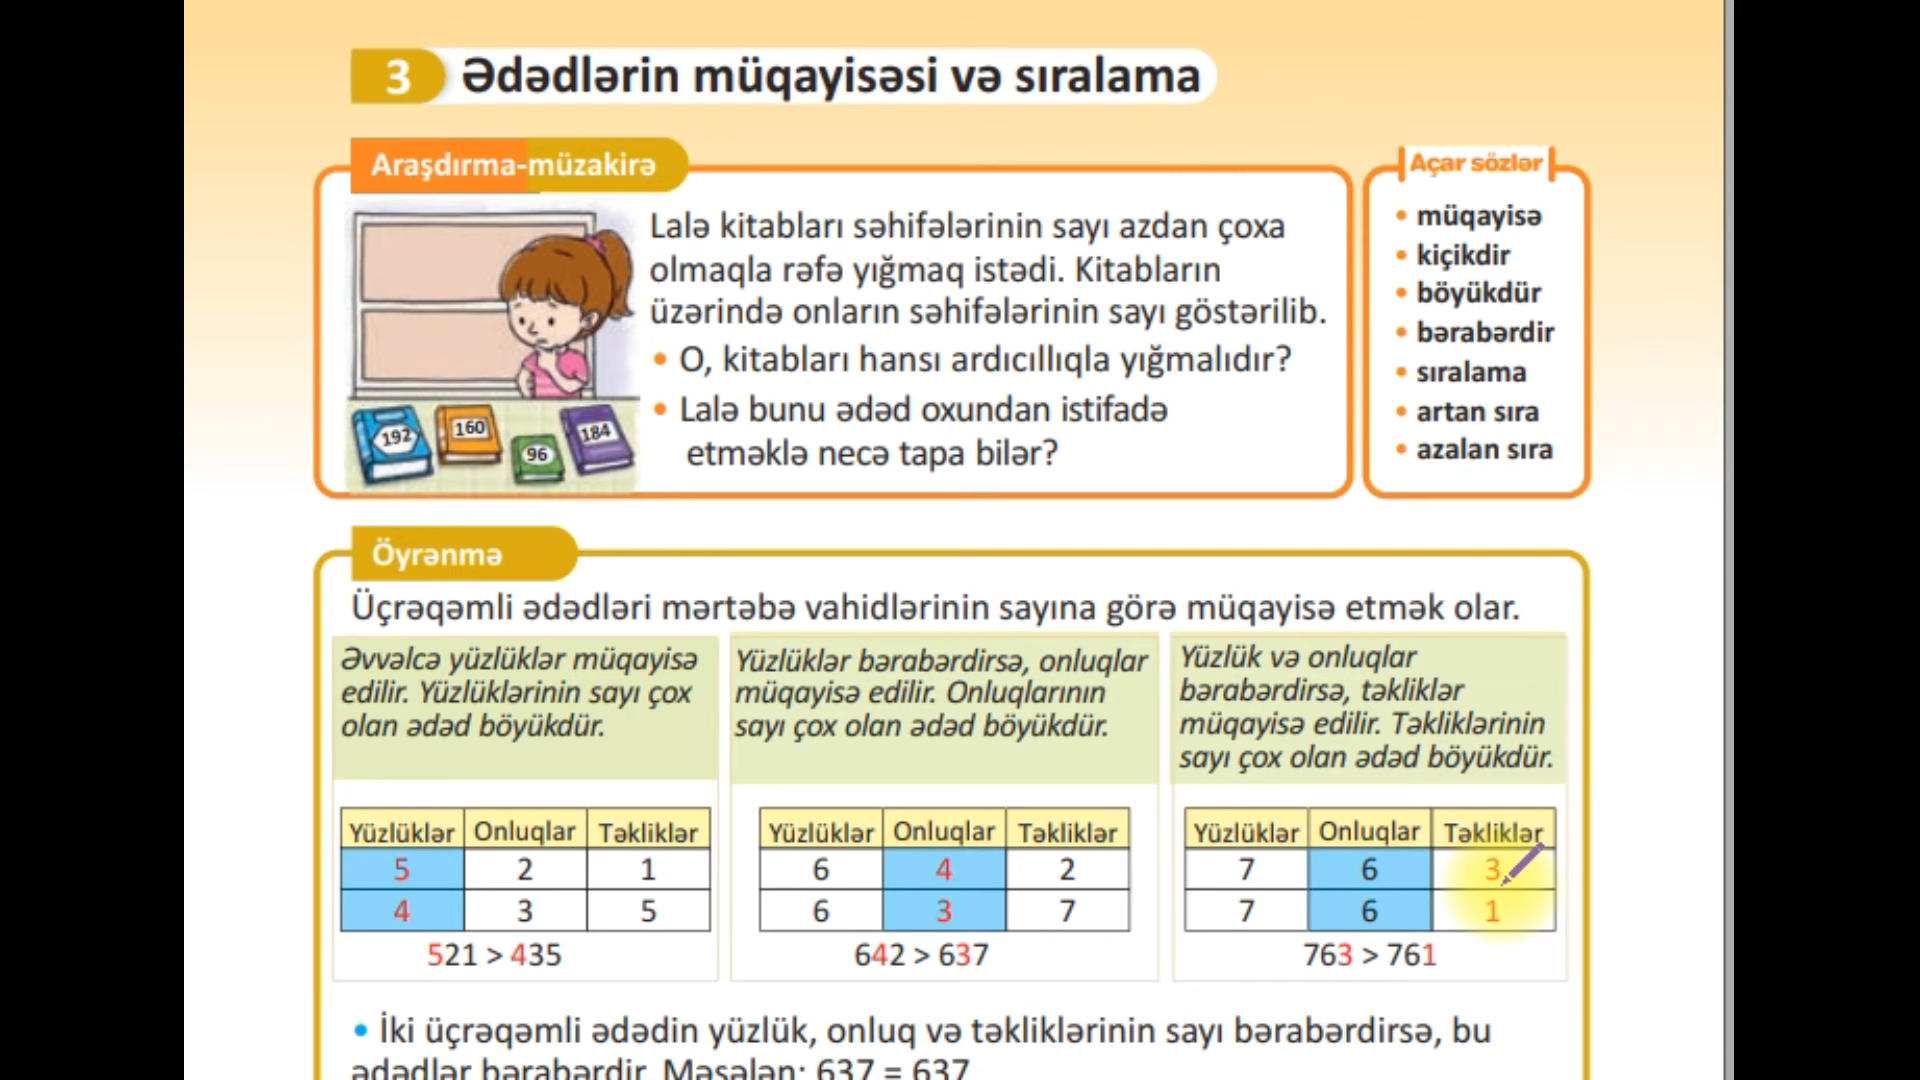 3 Ədədlərin müqayisəsi və sıralama
Araşdırma-müzakirə
Lalə kitabları səhifələrinin sayı azdan çoxa
olmaqla rəfə yığmaq istədi. Kitabların
üzərində onların səhifələrinin sayı göstərilib.
• O, kitabları hansı ardıcıllıqla yığmalıdır?
• Lalə bunu ədəd oxundan istifadə
etməklə necə tapa bilər?
192 160 96 184
Açar sözlər
• müqayisə
• kiçikdir
• böyükdür
• bərabərdir
• sıralama
• artan sıra
• azalan sıra
Öyrənmə
Üçrəqəmli ədədləri mərtəbə vahidlərinin sayına görə müqayisə etmək olar.
Əvvəlcə yüzlüklər müqayisə
edilir. Yüzlüklərinin sayı çox
olan ədəd böyükdür.
Yüzlüklər Onluqlar Təkliklər
5 2 1
4 3 5
521 > 435
Yüzlüklər bərabərdirsə, onluqlar
müqayisə edilir. Onluqlarının
sayı çox olan ədəd böyükdür.
Yüzlüklər Onluqlar Təkliklər
6 4 2
6 3 7
642 > 637
Yüzlük və onluqlar
bərabərdirsə, təkliklər
müqayisə edilir. Təkliklərinin
sayı çox olan ədəd böyükdür.
Yüzlüklər Onluqlar Təkliklər
7 6 3
7 6 1
763 > 761
• İki üçrəqəmli ədədin yüzlük, onluq və təkliklərinin sayı bərabərdirsə, bu
ədədlər bərabərdir. Məsələn: 637 = 637